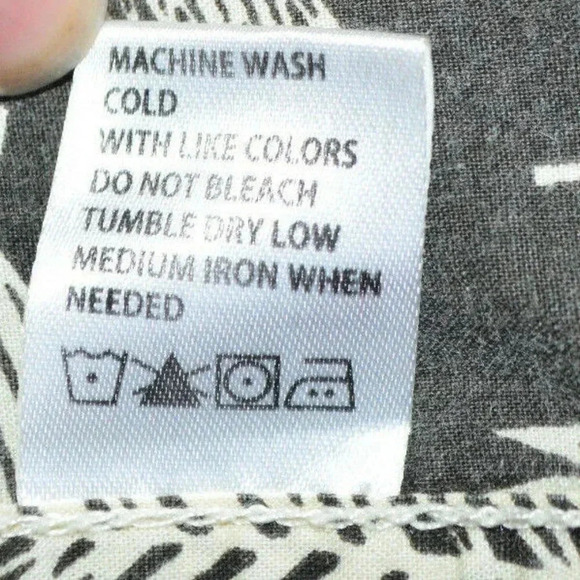 MACHINE WASH
COLD
WITH LIKE COLORS
DO NOT BLEACH
TUMBLE DRY LOW
MEDIUM IRON WHEN
NEEDED